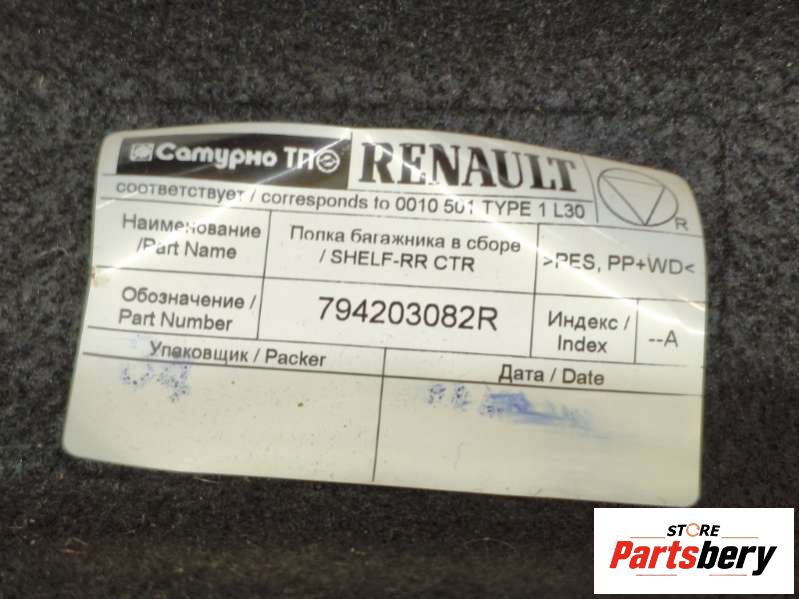 Сатурно ТП RENAULT
соответствует / corresponds to 0010 501 TYPE 1 L30
R
Наименование
/Part Name
Полка багажника в сборе
/ SHELF-RR CTR
>PES, PP+WD<
Обозначение /
Part Number
794203082R
Индекс /
Index
--A
Упаковщик / Packer
Дата / Date
STORE
Partsbery